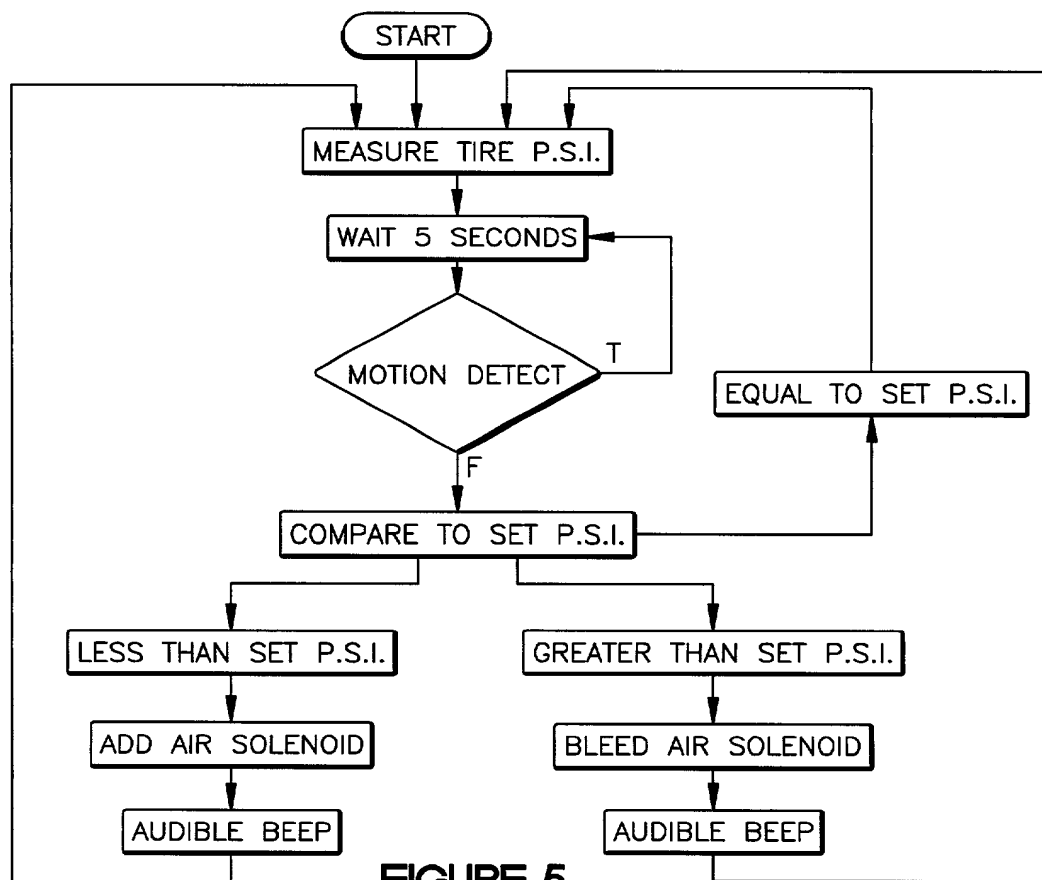 START
MEASURE TIRE P.S.I.
WAIT 5 SECONDS
MOTION DETECT
T
EQUAL TO SET P.S.I.
F
COMPARE TO SET P.S.I.
LESS THAN SET P.S.I.
GREATER THAN SET P.S.I.
ADD AIR SOLENOID
BLEED AIR SOLENOID
AUDIBLE BEEP
AUDIBLE BEEP
FIGURE 5